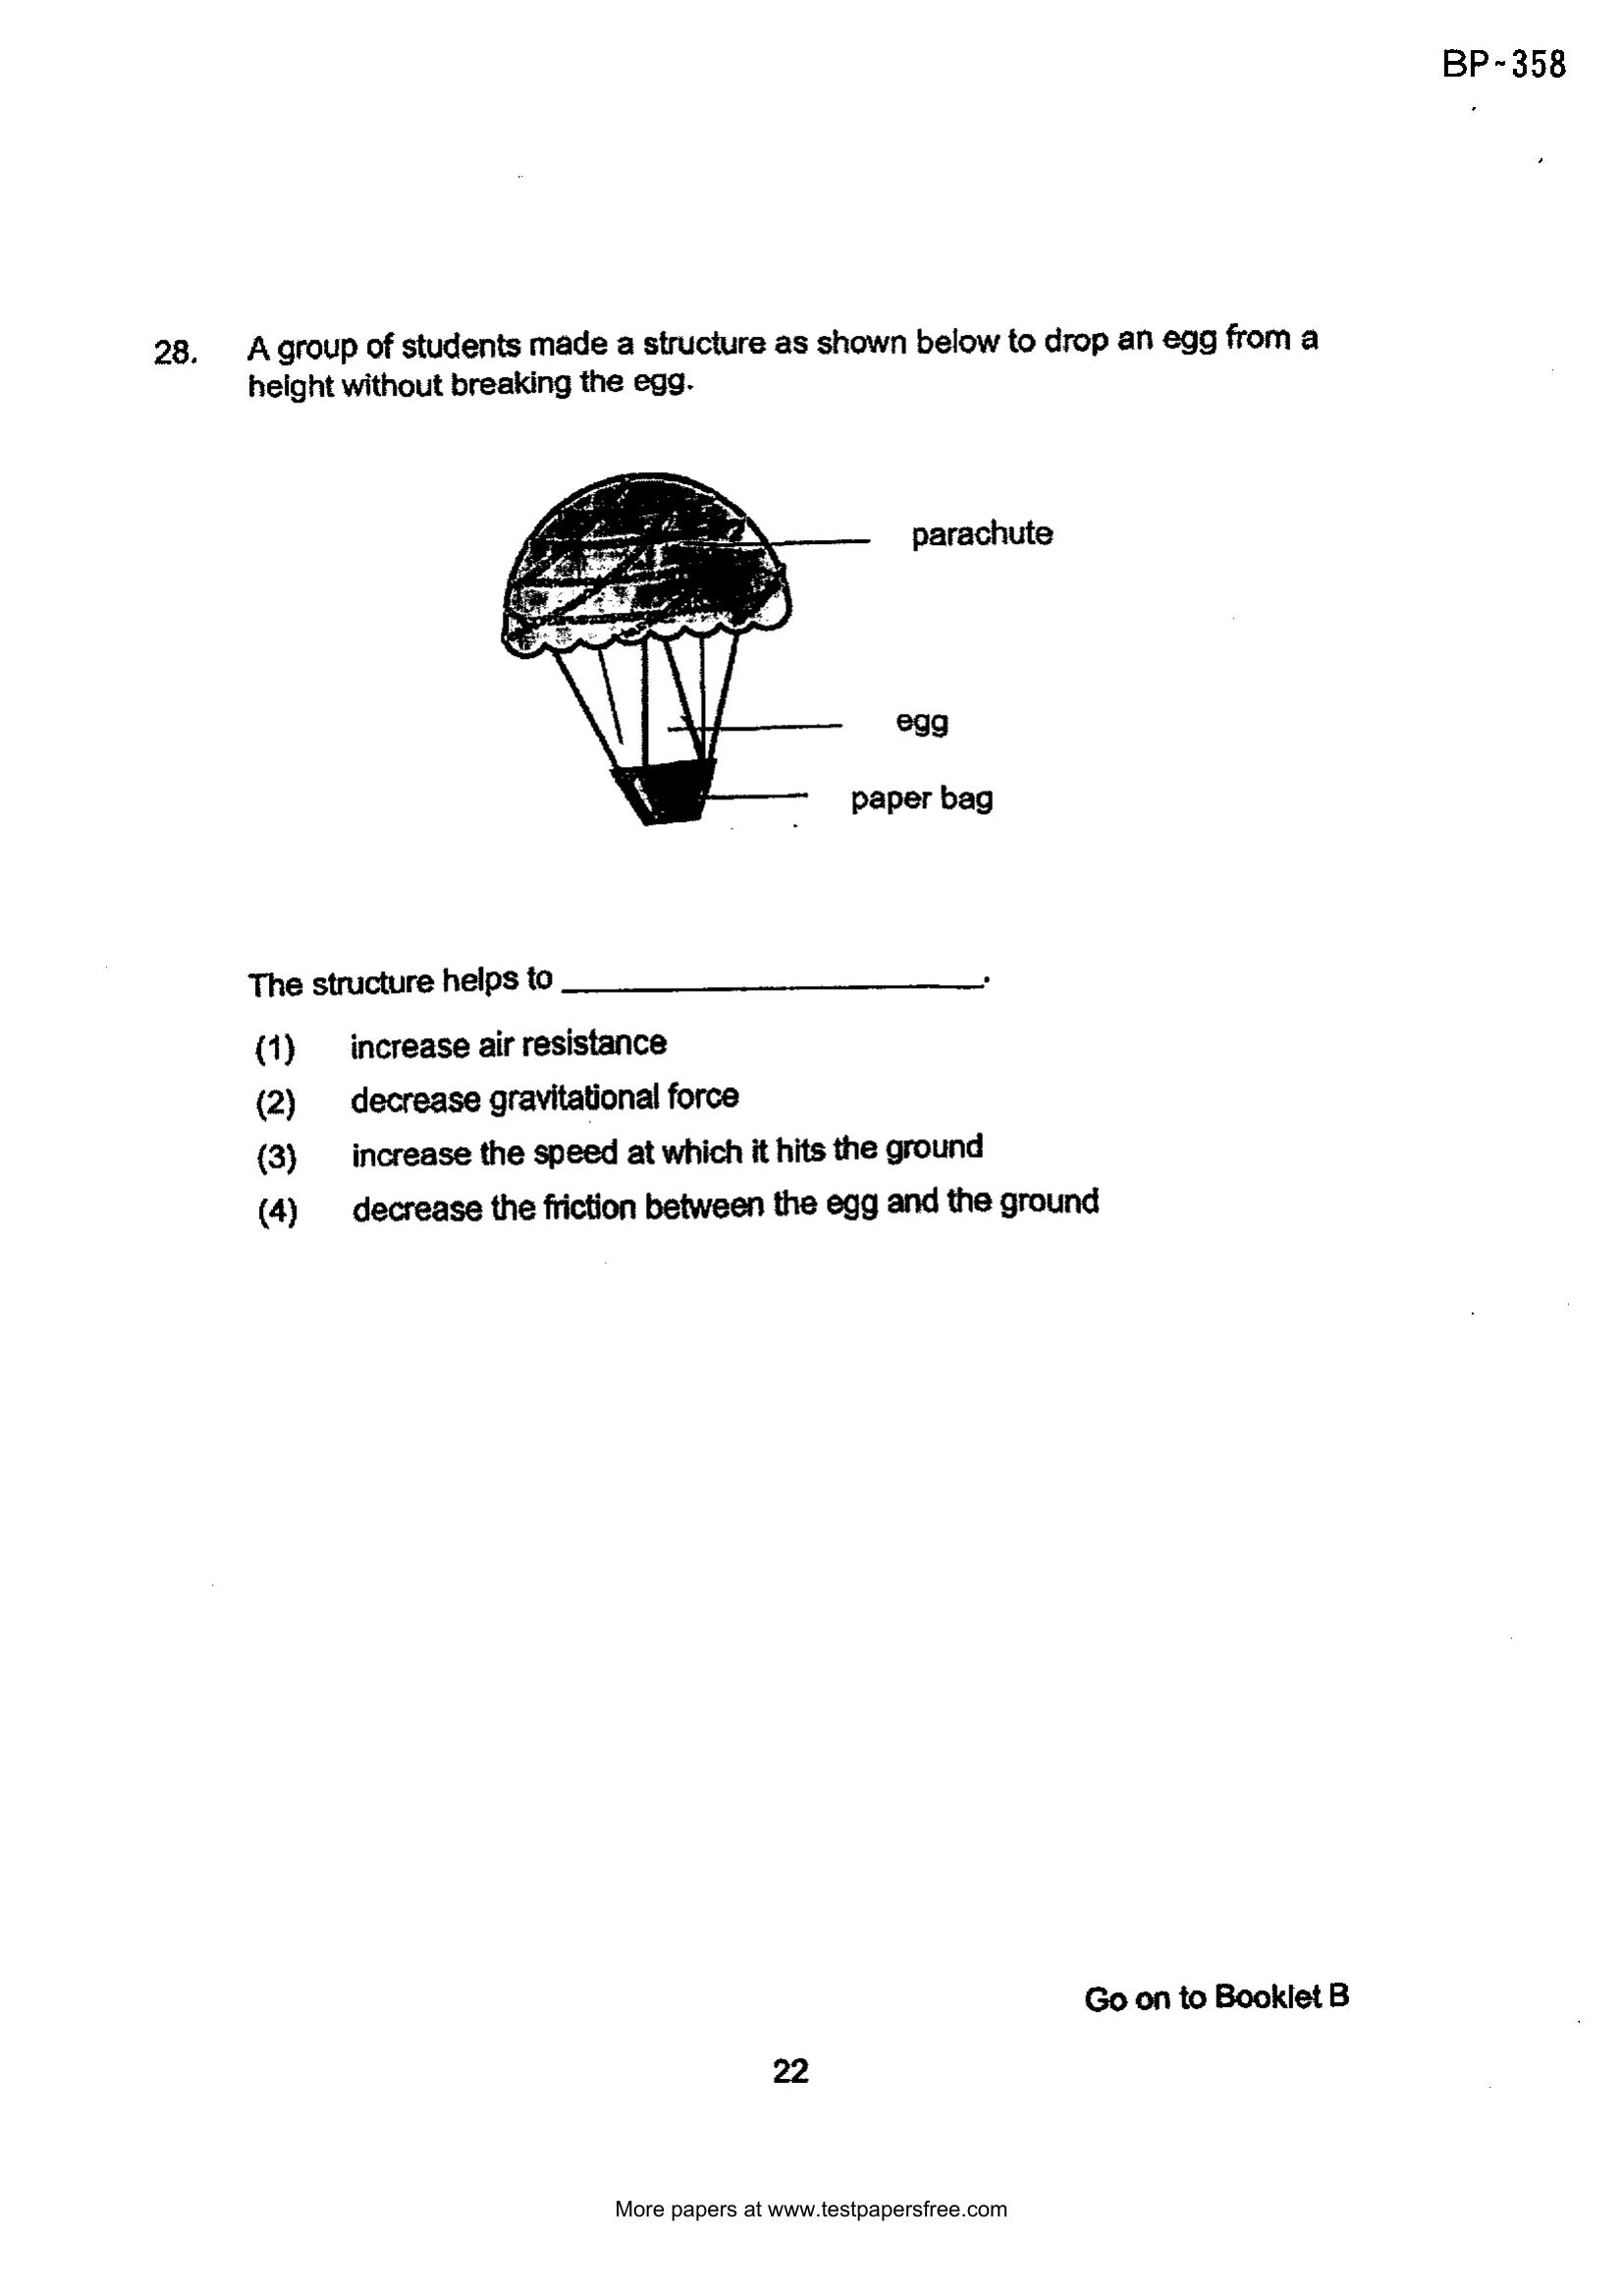 BP~358
28. A group of students made a structure as shown below to drop an egg from a
height without breaking the egg.
parachute
egg
paper bag
The structure helps to ____________________.
(1) increase air resistance
(2) decrease gravitational force
(3) increase the speed at which it hits the ground
(4) decrease the friction between the egg and the ground
Go on to Booklet B
22
More papers at www.testpapersfree.com